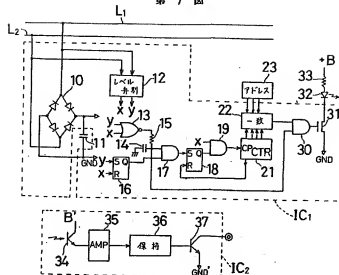 第7図
L₁
L₂
10
レベル
弁別
12
X Y
y
x
13
14
15
11
GND
y
x
S Q
R
16
17
x
19
S Q
R
18
CP CTR
21
アドレス
23
一致
22
+B
33
32
31
30
GND
IC₁
B
34
AMP
35
保持
36
37
GND
IC₂